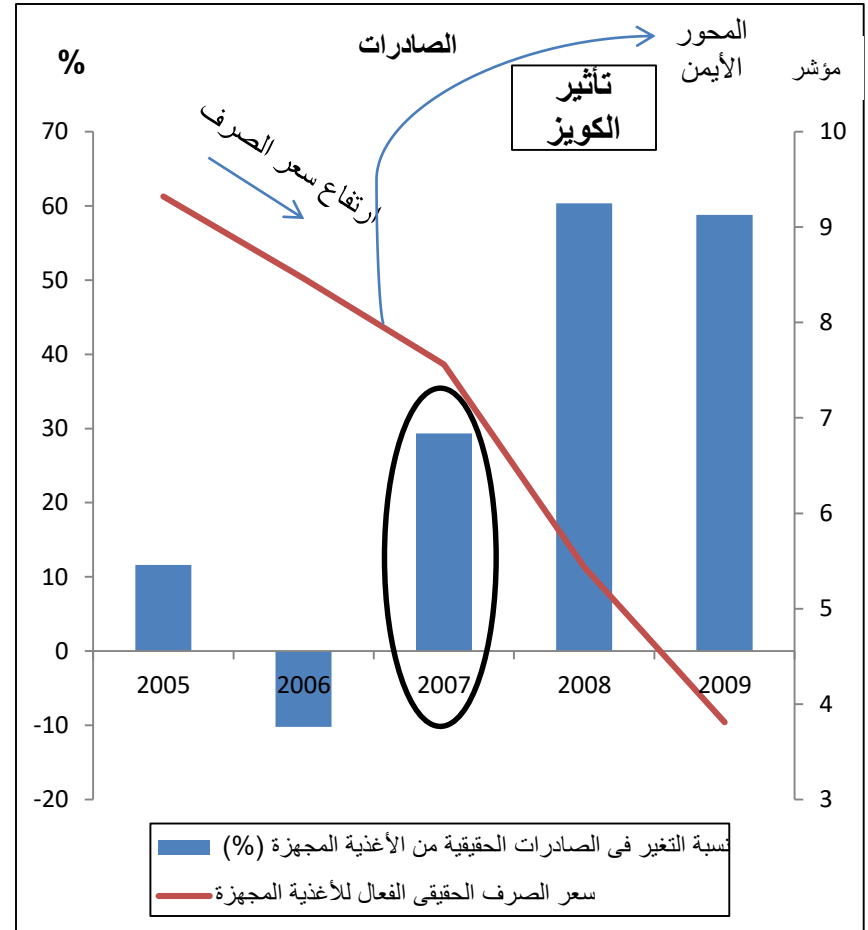 الصادرات
المحور
الأيمن
مؤشر
%
تأثير
الكويز
ارتفاع سعر الصرف
70
60
50
40
30
20
10
0
-10
-20
10
9
8
7
6
5
4
3
2005
2006
2007
2008
2009
نسبة التغير فى الصادرات الحقيقية من الأغذية المجهزة (%)
سعر الصرف الحقيقى الفعال للأغذية المجهزة